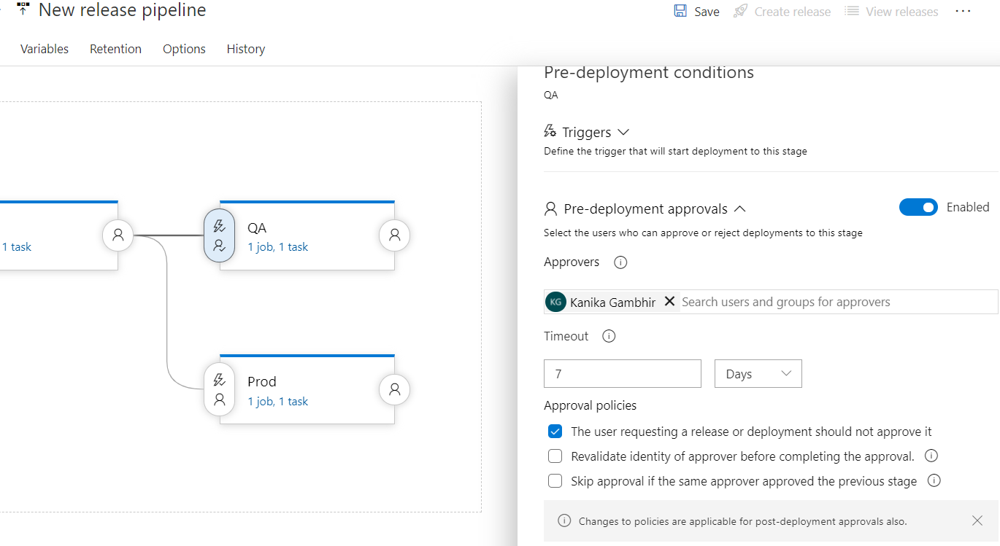 New release pipeline
Save Create release View releases ...
Variables Retention Options History
1 task
QA
1 job, 1 task
Prod
1 job, 1 task
Pre-deployment conditions
QA
Triggers
Define the trigger that will start deployment to this stage
Pre-deployment approvals
Enabled
Select the users who can approve or reject deployments to this stage
Approvers
KG Kanika Gambhir Search users and groups for approvers
Timeout
7 Days
Approval policies
The user requesting a release or deployment should not approve it
Revalidate identity of approver before completing the approval.
Skip approval if the same approver approved the previous stage
Changes to policies are applicable for post-deployment approvals also.